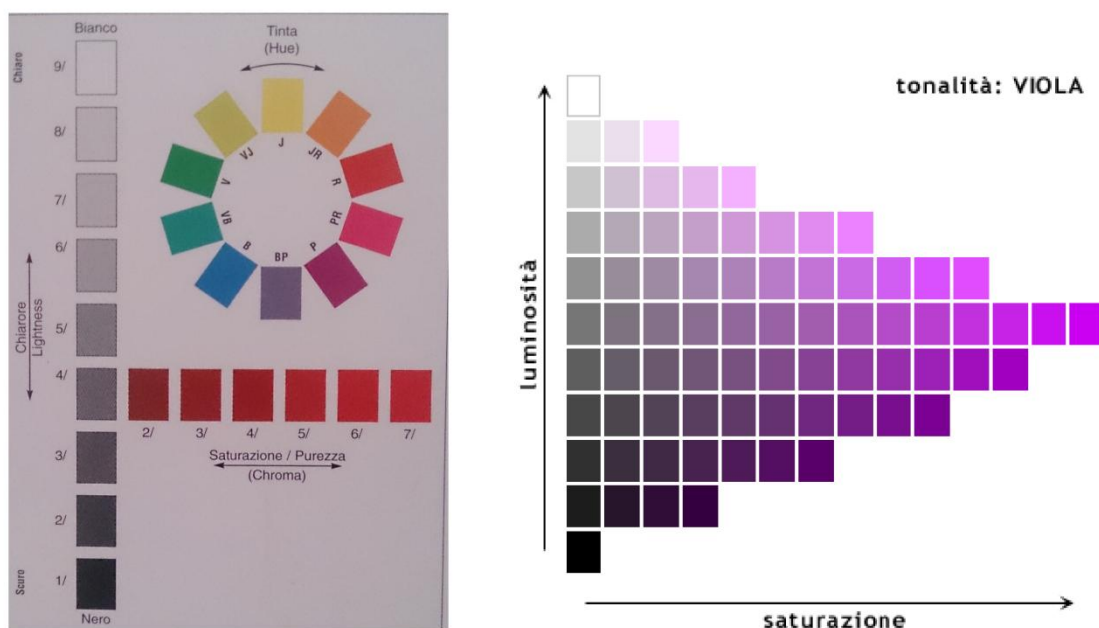 Bianco
Chiaro
9/
8/
7/
6/
5/
4/
3/
2/
1/
Scuro
Nero
Chiarore
Lightness
Tinta
(Hue)
J
JR
R
PR
P
BP
B
VB
V
VJ
2/ 3/ 4/ 5/ 6/ 7/
Saturazione / Purezza
(Chroma)
tonalità: VIOLA
luminosità
saturazione